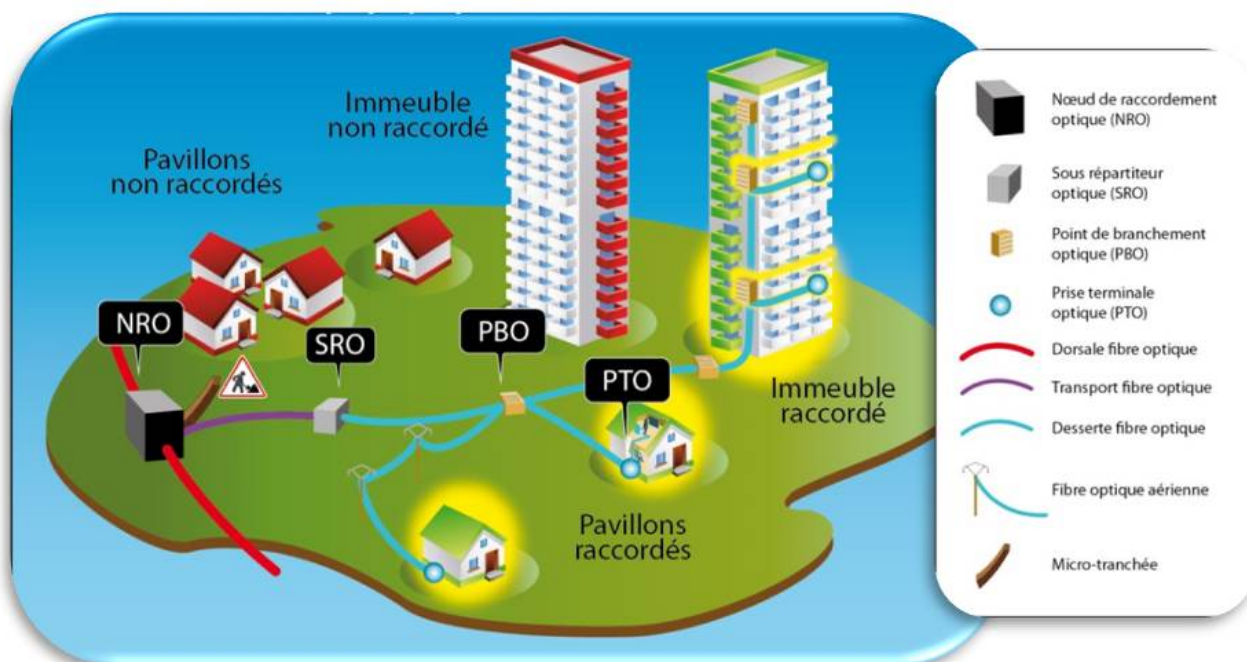 Immeuble
non raccordé
Pavillons
non raccordés
NRO
SRO
PBO
PTO
Immeuble
raccordé
Pavillons
raccordés
Nœud de raccordement
optique (NRO)
Sous répartiteur
optique (SRO)
Point de branchement
optique (PBO)
Prise terminale
optique (PTO)
Dorsale fibre optique
Transport fibre optique
Desserte fibre optique
Fibre optique aérienne
Micro-tranchée